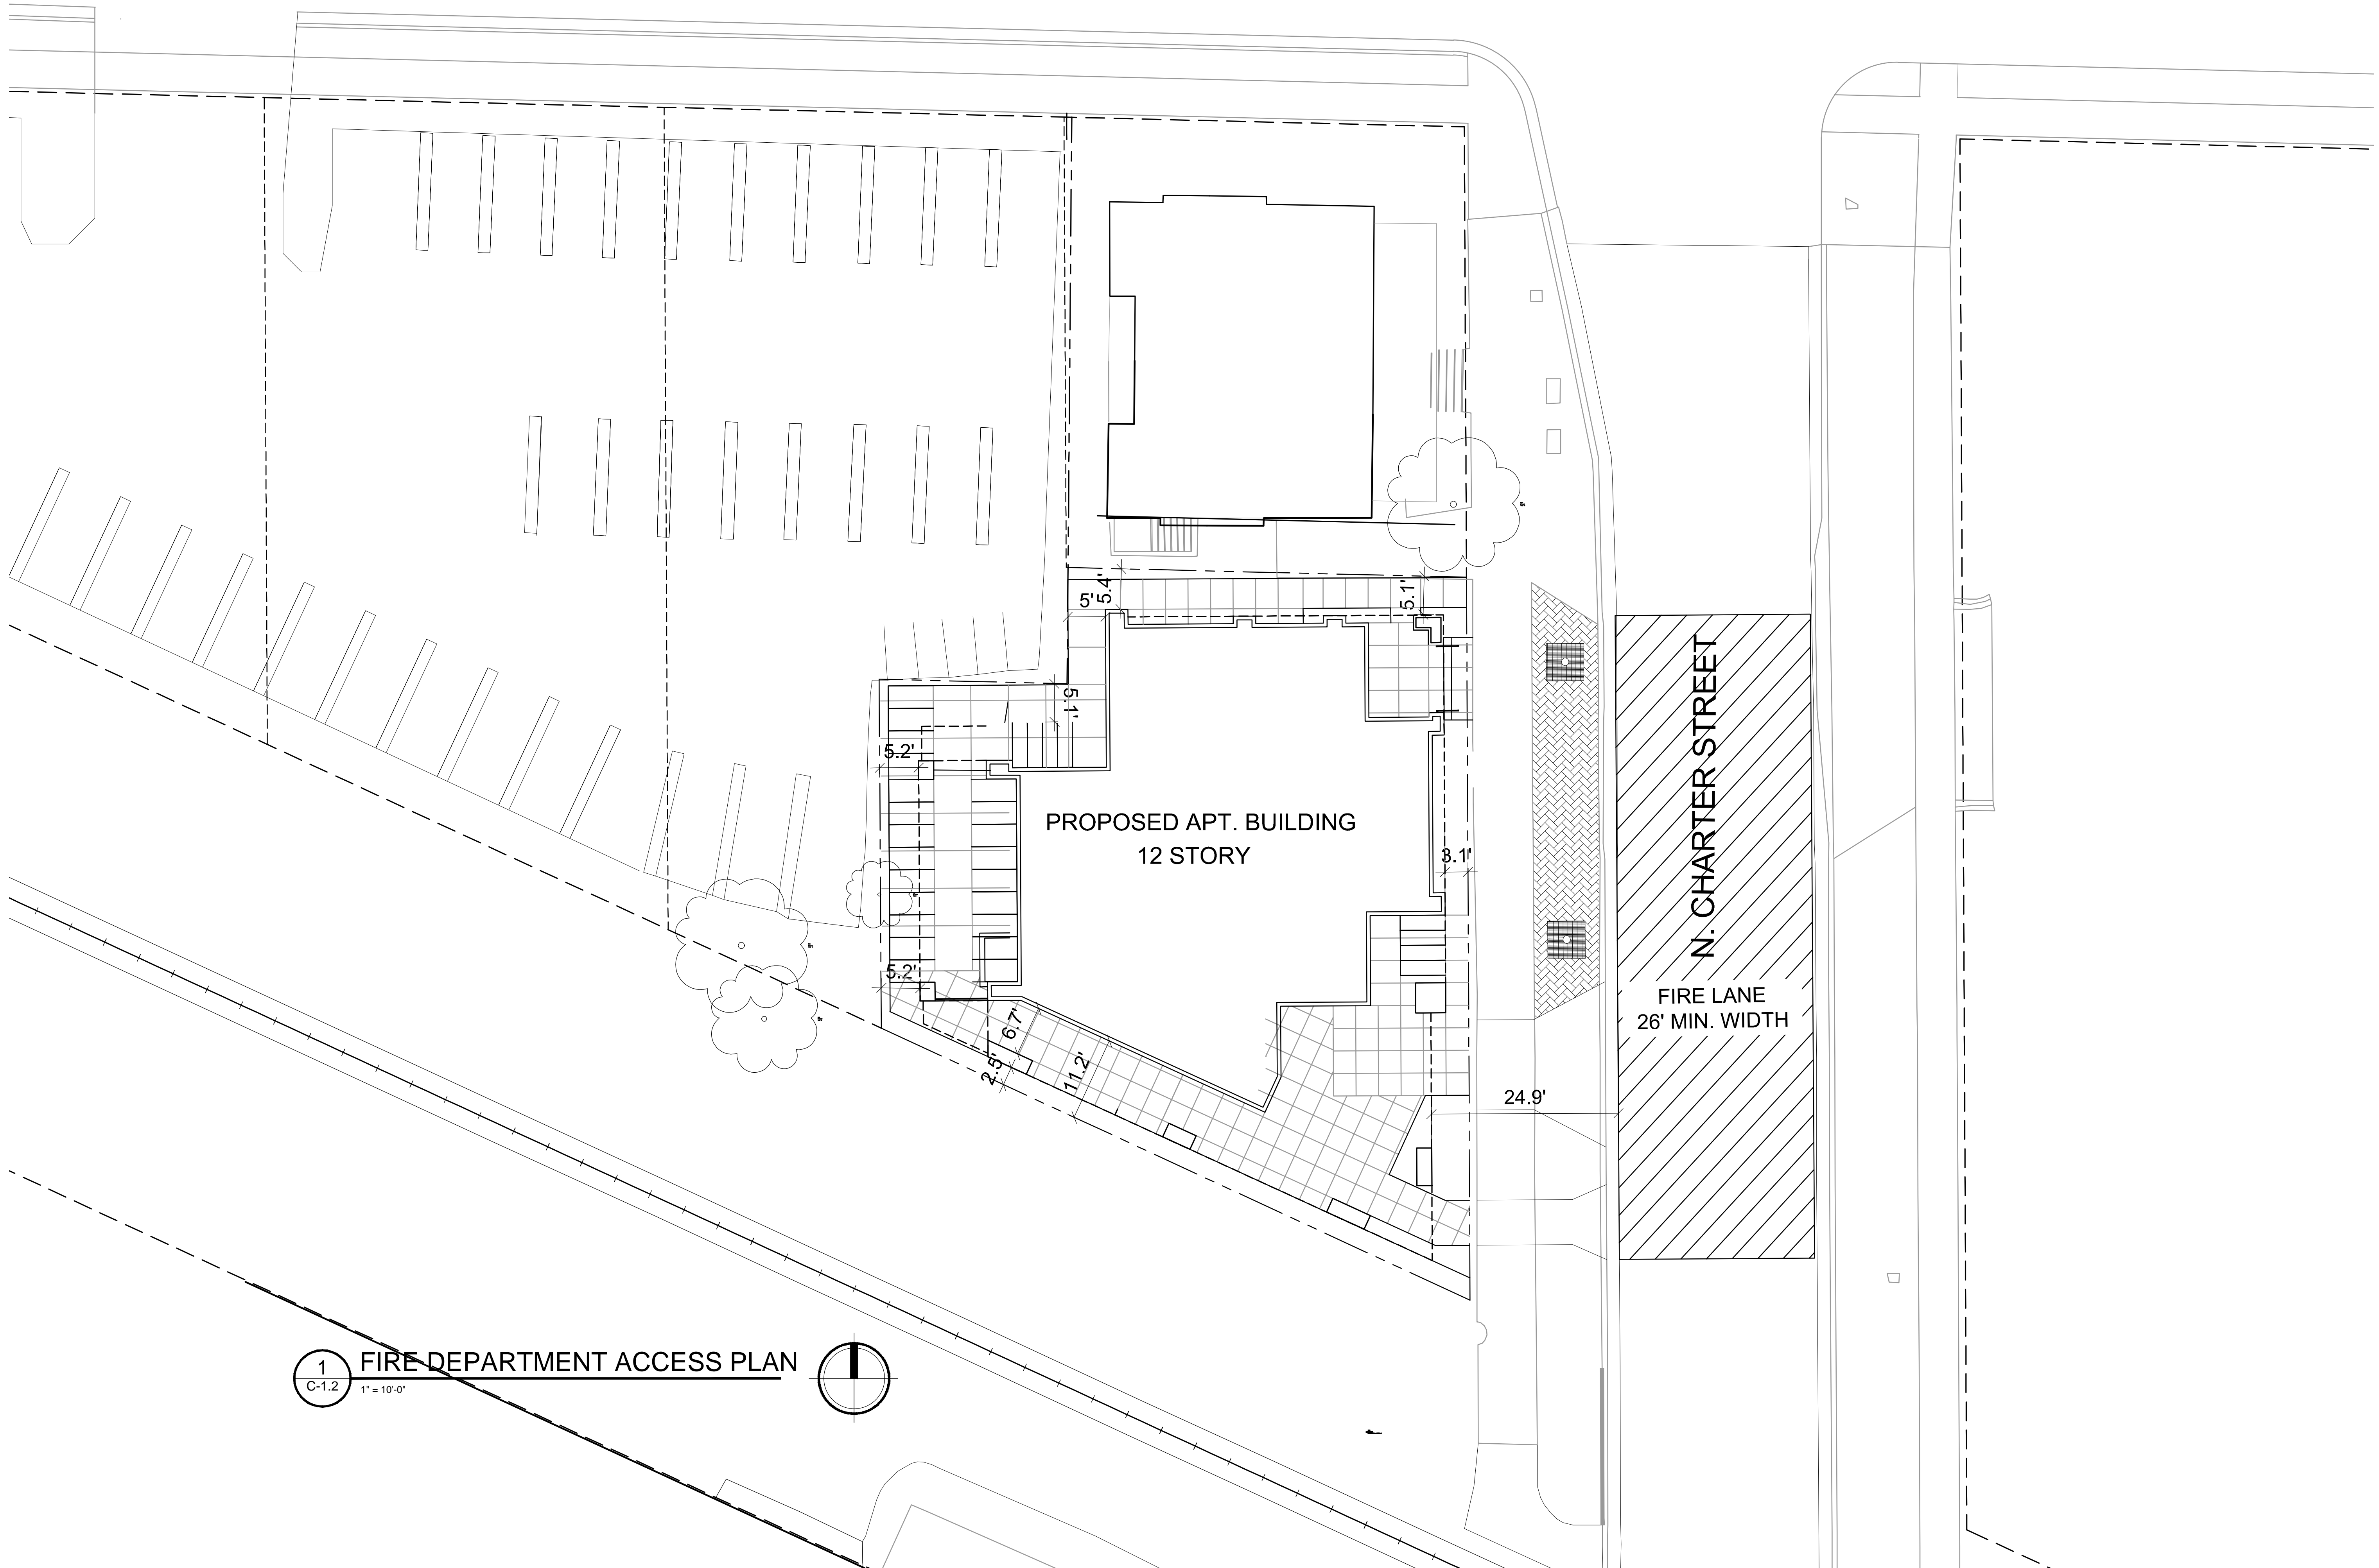 5.4'
5'
5.1'
5.1'
5.2'
N. CHARTER STREET
PROPOSED APT. BUILDING
12 STORY
3.1'
5.2'
FIRE LANE
26' MIN. WIDTH
6.7'
2.5'
11.2'
24.9'
1
C-1.2
FIRE DEPARTMENT ACCESS PLAN
1" = 10'-0"